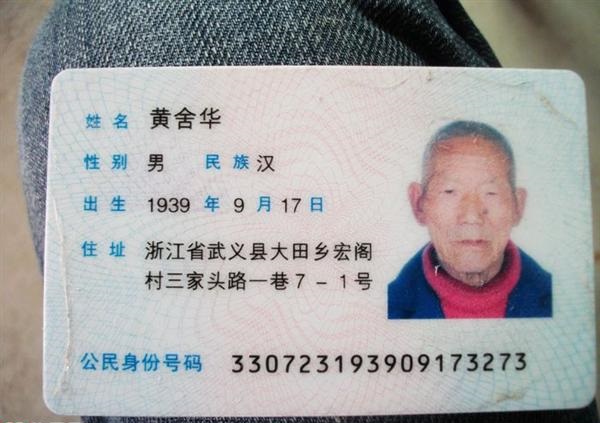 姓名 黄舍华
性别 男 民族 汉
出生 1939 年 9 月 17 日
住址 浙江省武义县大田乡宏阁
村三家头路一巷7-1号
公民身份号码 330723193909173273